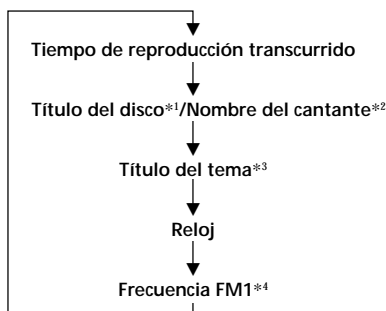 Tiempo de reproducción transcurrido
Título del disco*1/Nombre del cantante*2
Título del tema*3
Reloj
Frecuencia FM1*4